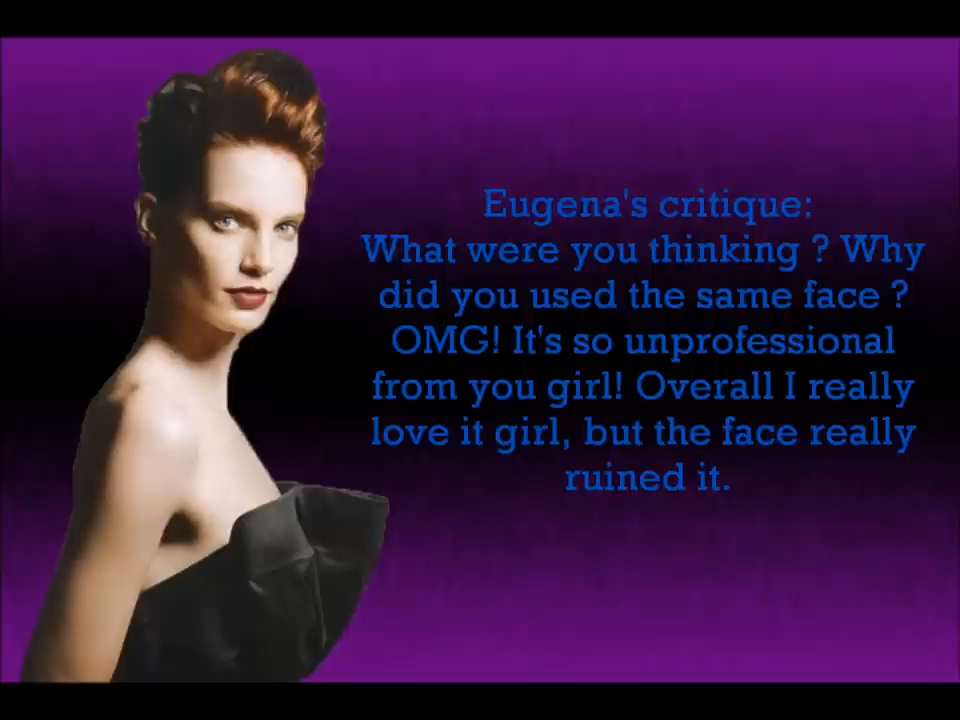 Eugena's critique:
What were you thinking ? Why
did you used the same face ?
OMG! It's so unprofessional
from you girl! Overall I really
love it girl, but the face really
ruined it.